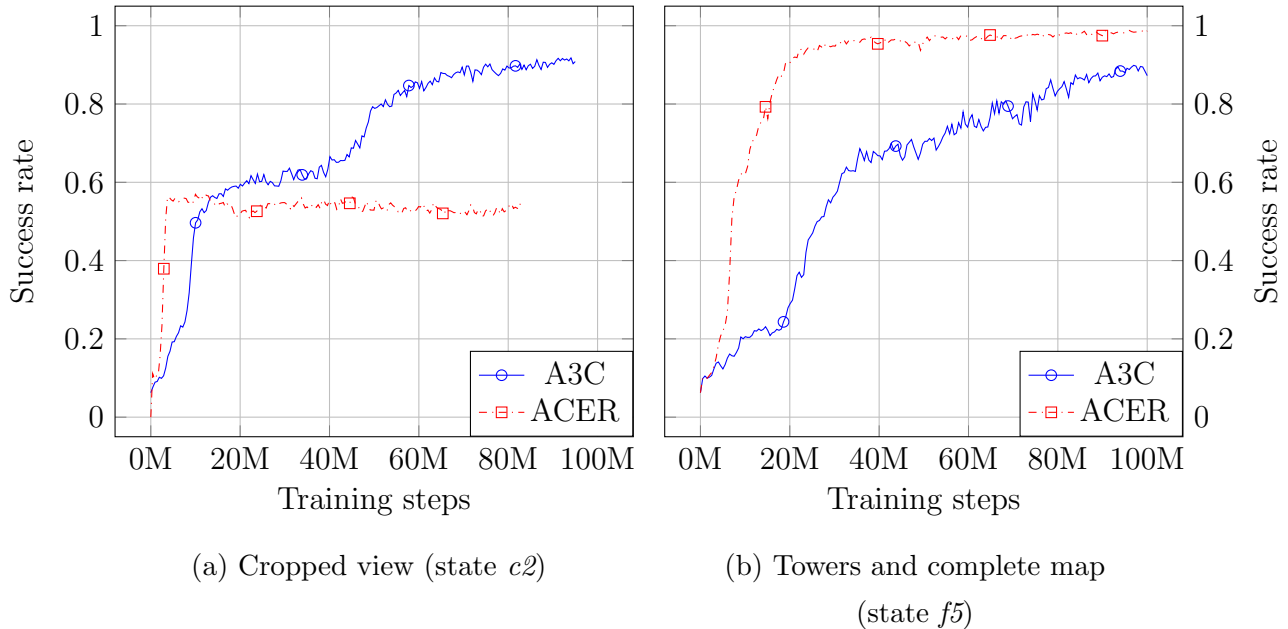 1
0.8
0.6
0.4
0.2
0
Success rate
0M 20M 40M 60M 80M 100M
Training steps
A3C
ACER
(a) Cropped view (state c2)
1
0.8
0.6
0.4
0.2
0
Success rate
0M 20M 40M 60M 80M 100M
Training steps
A3C
ACER
(b) Towers and complete map
(state f5)